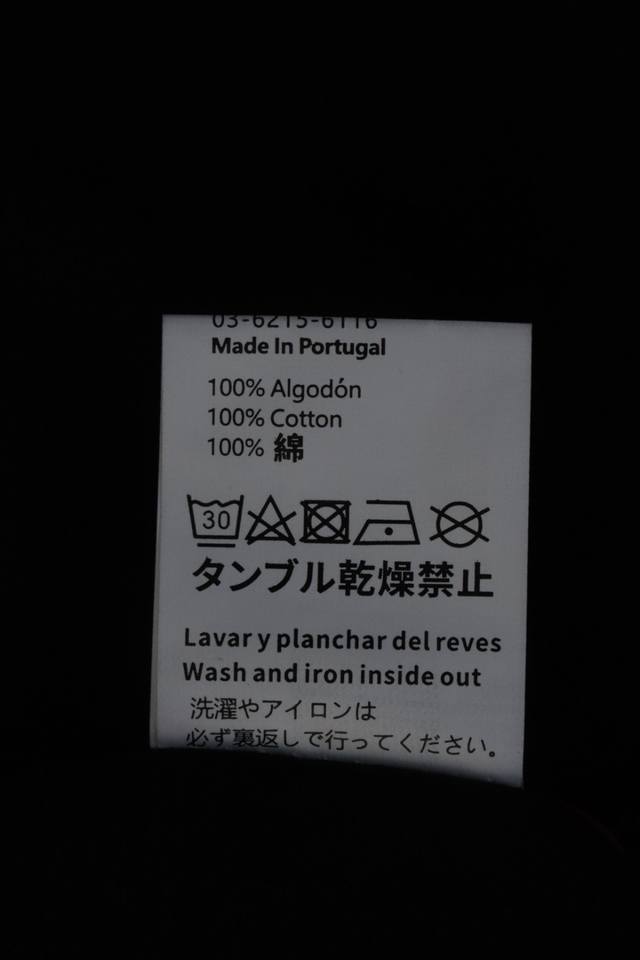 03-6215-6116
Made In Portugal
100% Algodón
100% Cotton
100% 綿
30
タンブル乾燥禁止
Lavar y planchar del reves
Wash and iron inside out
洗濯やアイロンは
必ず裏返しで行ってください。